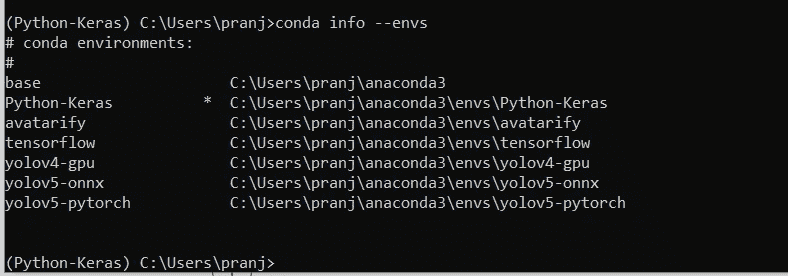 (Python-Keras) C:\Users\pranj>conda info --envs
# conda environments:
#
base                     C:\Users\pranj\anaconda3
Python-Keras          *  C:\Users\pranj\anaconda3\envs\Python-Keras
avatarify                C:\Users\pranj\anaconda3\envs\avatarify
tensorflow               C:\Users\pranj\anaconda3\envs\tensorflow
yolov4-gpu               C:\Users\pranj\anaconda3\envs\yolov4-gpu
yolov5-onnx              C:\Users\pranj\anaconda3\envs\yolov5-onnx
yolov5-pytorch           C:\Users\pranj\anaconda3\envs\yolov5-pytorch
(Python-Keras) C:\Users\pranj>